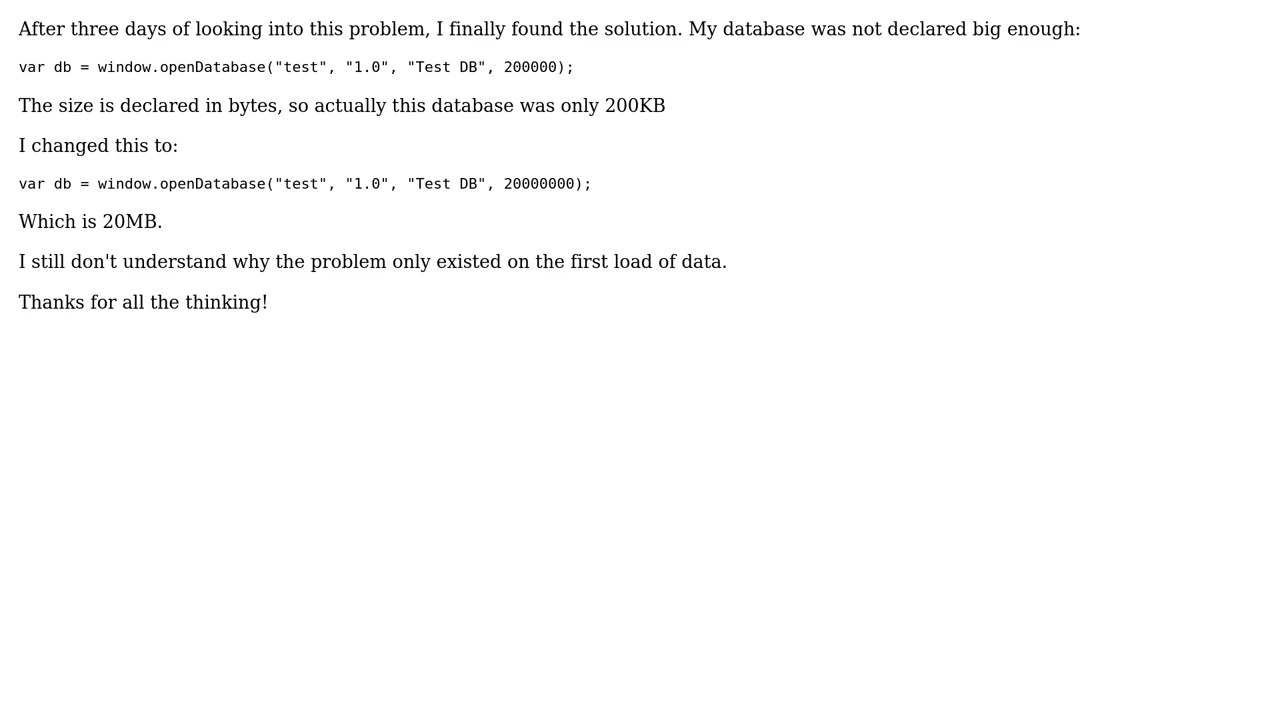 After three days of looking into this problem, I finally found the solution. My database was not declared big enough:
var db = window.openDatabase("test", "1.0", "Test DB", 200000);
The size is declared in bytes, so actually this database was only 200KB
I changed this to:
var db = window.openDatabase("test", "1.0", "Test DB", 20000000);
Which is 20MB.
I still don't understand why the problem only existed on the first load of data.
Thanks for all the thinking!